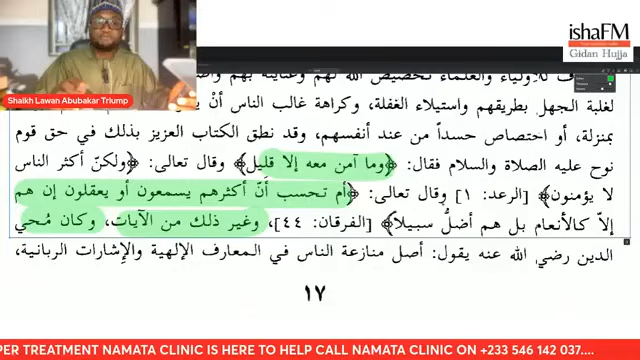 ishaFM
Gidan Hujja
Shaikh Lawan Abubakar Triump
لغلبة الجهل بطريقهم واستيلاء الغفلة، وكراهة غالب الناس أنْ
بمنزلة، أو اختصاص حسداً من عند أنفسهم، وقد نطق الكتاب العزيز بذلك في حق قوم
نوح عليه الصلاة والسلام فقال: ﴿وما آمن معه إلا قليل﴾ وقال تعالى: ﴿ولكنّ أكثر الناس
لا يؤمنون﴾ [الرعد: ١] وقال تعالى: ﴿أم تحسب أنّ أكثرهم يسمعون أو يعقلون إن هم
إلاّ كالأنعام بل هم أضلُّ سبيلاً﴾ [الفرقان: ٤٤]، وغير ذلك من الآيات، وكان مُحي
الدين رضي الله عنه يقول: أصل منازعة الناس في المعارف الإلهية والإشارات الربانية،
١٧
PER TREATMENT NAMATA CLINIC IS HERE TO HELP CALL NAMATA CLINIC ON +233 546 142 037....